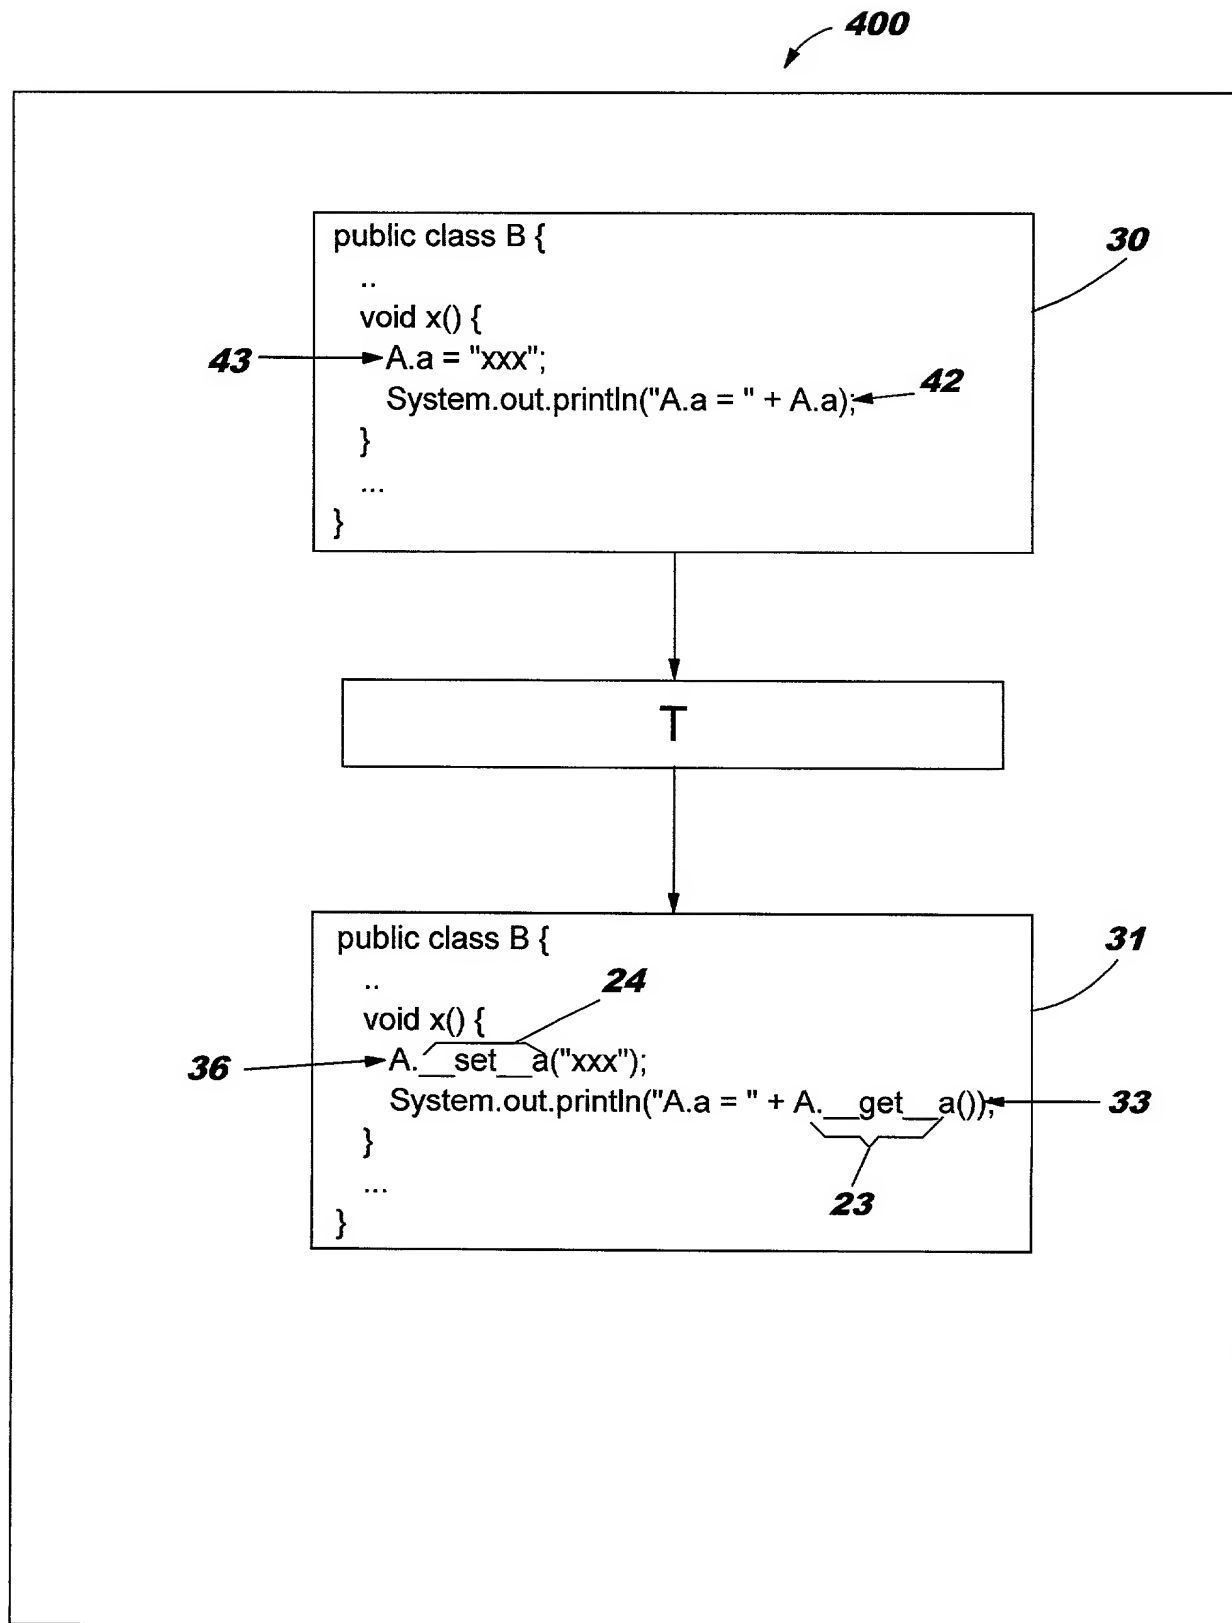 400
public class B {
30
..
void x() {
43 A.a = "xxx";
System.out.println("A.a = " + A.a); 42
}
...
}
T
public class B {
31
.. 24
void x() {
36 A.__set__a("xxx");
System.out.println("A.a = " + A.__get__a()); 33
}
... 23
}